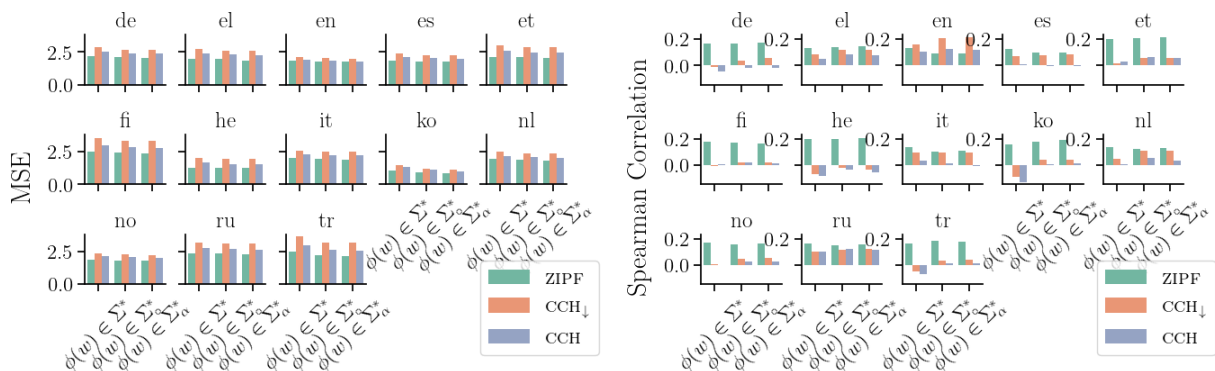 de el en es et
2.5
0.0
fi he it ko nl
2.5
0.0
no ru tr
2.5
0.0
MSE
ϕ(w) ∈ Σ*
ϕ(w) ∈ Σ*∘
ϕ(w) ∈ Σ*α
ϕ(w) ∈ Σ*
ϕ(w) ∈ Σ*∘
ϕ(w) ∈ Σ*α
ϕ(w) ∈ Σ*
ϕ(w) ∈ Σ*∘
ϕ(w) ∈ Σ*α
ϕ(w) ∈ Σ*
ϕ(w) ∈ Σ*∘
ϕ(w) ∈ Σ*α
ϕ(w) ∈ Σ*
ϕ(w) ∈ Σ*∘
ϕ(w) ∈ Σ*α
ZIPF
CCH↓
CCH
de el en es et
0.2 0.2 0.2
0.0
fi he it ko nl
0.2 0.2 0.2 0.2
0.0
no ru tr
0.2 0.2
0.0
Spearman Correlation
ϕ(w) ∈ Σ*
ϕ(w) ∈ Σ*∘
ϕ(w) ∈ Σ*α
ϕ(w) ∈ Σ*
ϕ(w) ∈ Σ*∘
ϕ(w) ∈ Σ*α
ϕ(w) ∈ Σ*
ϕ(w) ∈ Σ*∘
ϕ(w) ∈ Σ*α
ϕ(w) ∈ Σ*
ϕ(w) ∈ Σ*∘
ϕ(w) ∈ Σ*α
ϕ(w) ∈ Σ*
ϕ(w) ∈ Σ*∘
ϕ(w) ∈ Σ*α
ZIPF
CCH↓
CCH